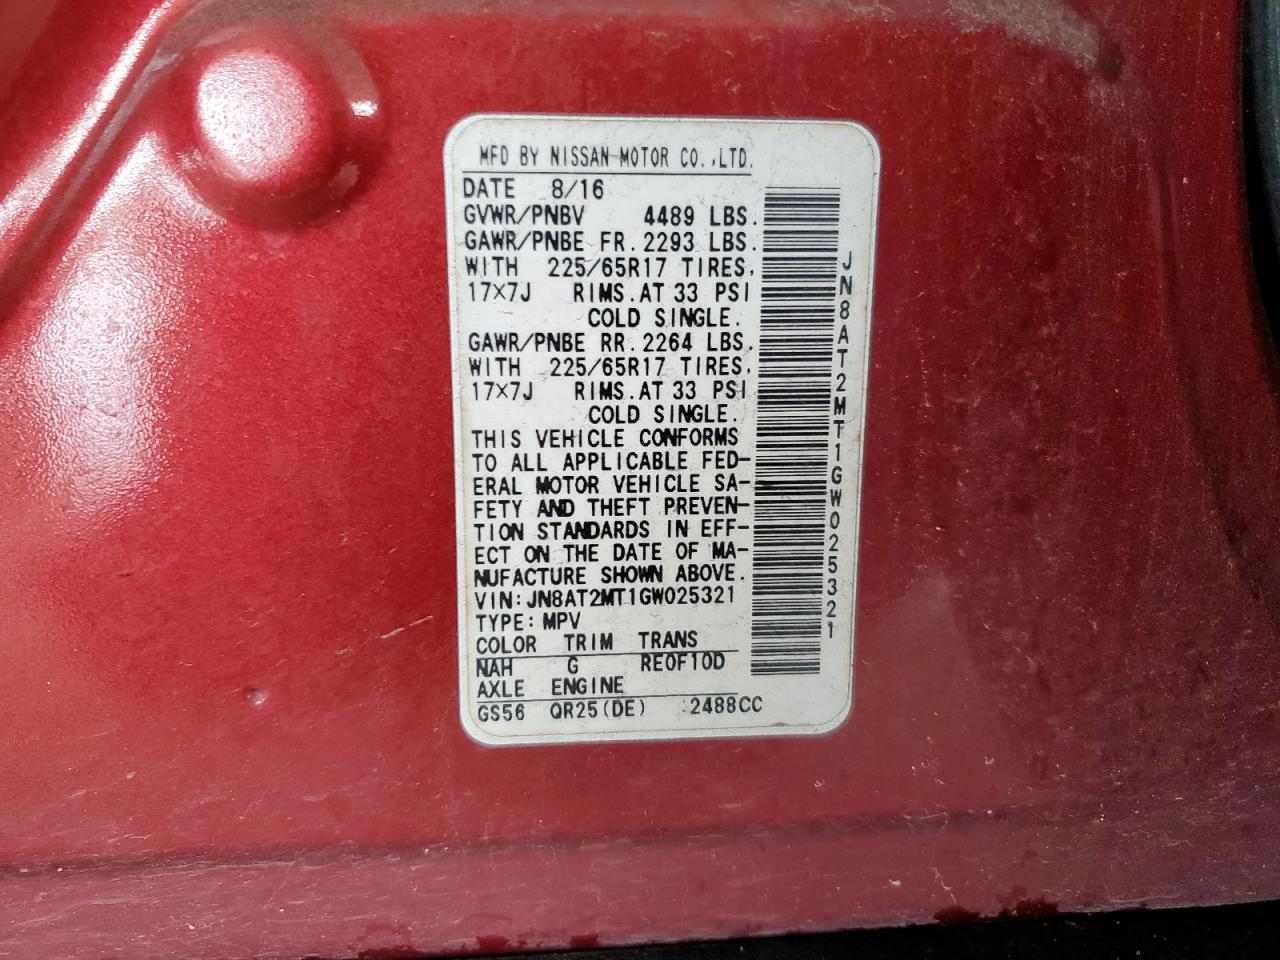 MFD BY NISSAN MOTOR CO.,LTD.
DATE 8/16
GVWR/PNBV 4489 LBS.
GAWR/PNBE FR. 2293 LBS.
WITH 225/65R17 TIRES,
17×7J RIMS. AT 33 PSI
COLD SINGLE.
GAWR/PNBE RR. 2264 LBS.
WITH 225/65R17 TIRES,
17×7J RIMS. AT 33 PSI
COLD SINGLE.
THIS VEHICLE CONFORMS
TO ALL APPLICABLE FED-
ERAL MOTOR VEHICLE SA-
FETY AND THEFT PREVEN-
TION STANDARDS IN EFF-
ECT ON THE DATE OF MA-
NUFACTURE SHOWN ABOVE.
VIN: JN8AT2MT1GW025321
TYPE: MPV
COLOR TRIM TRANS
NAH G RE0F10D
AXLE ENGINE
GS56 QR25(DE) 2488CC
JN8AT2MT1GW025321